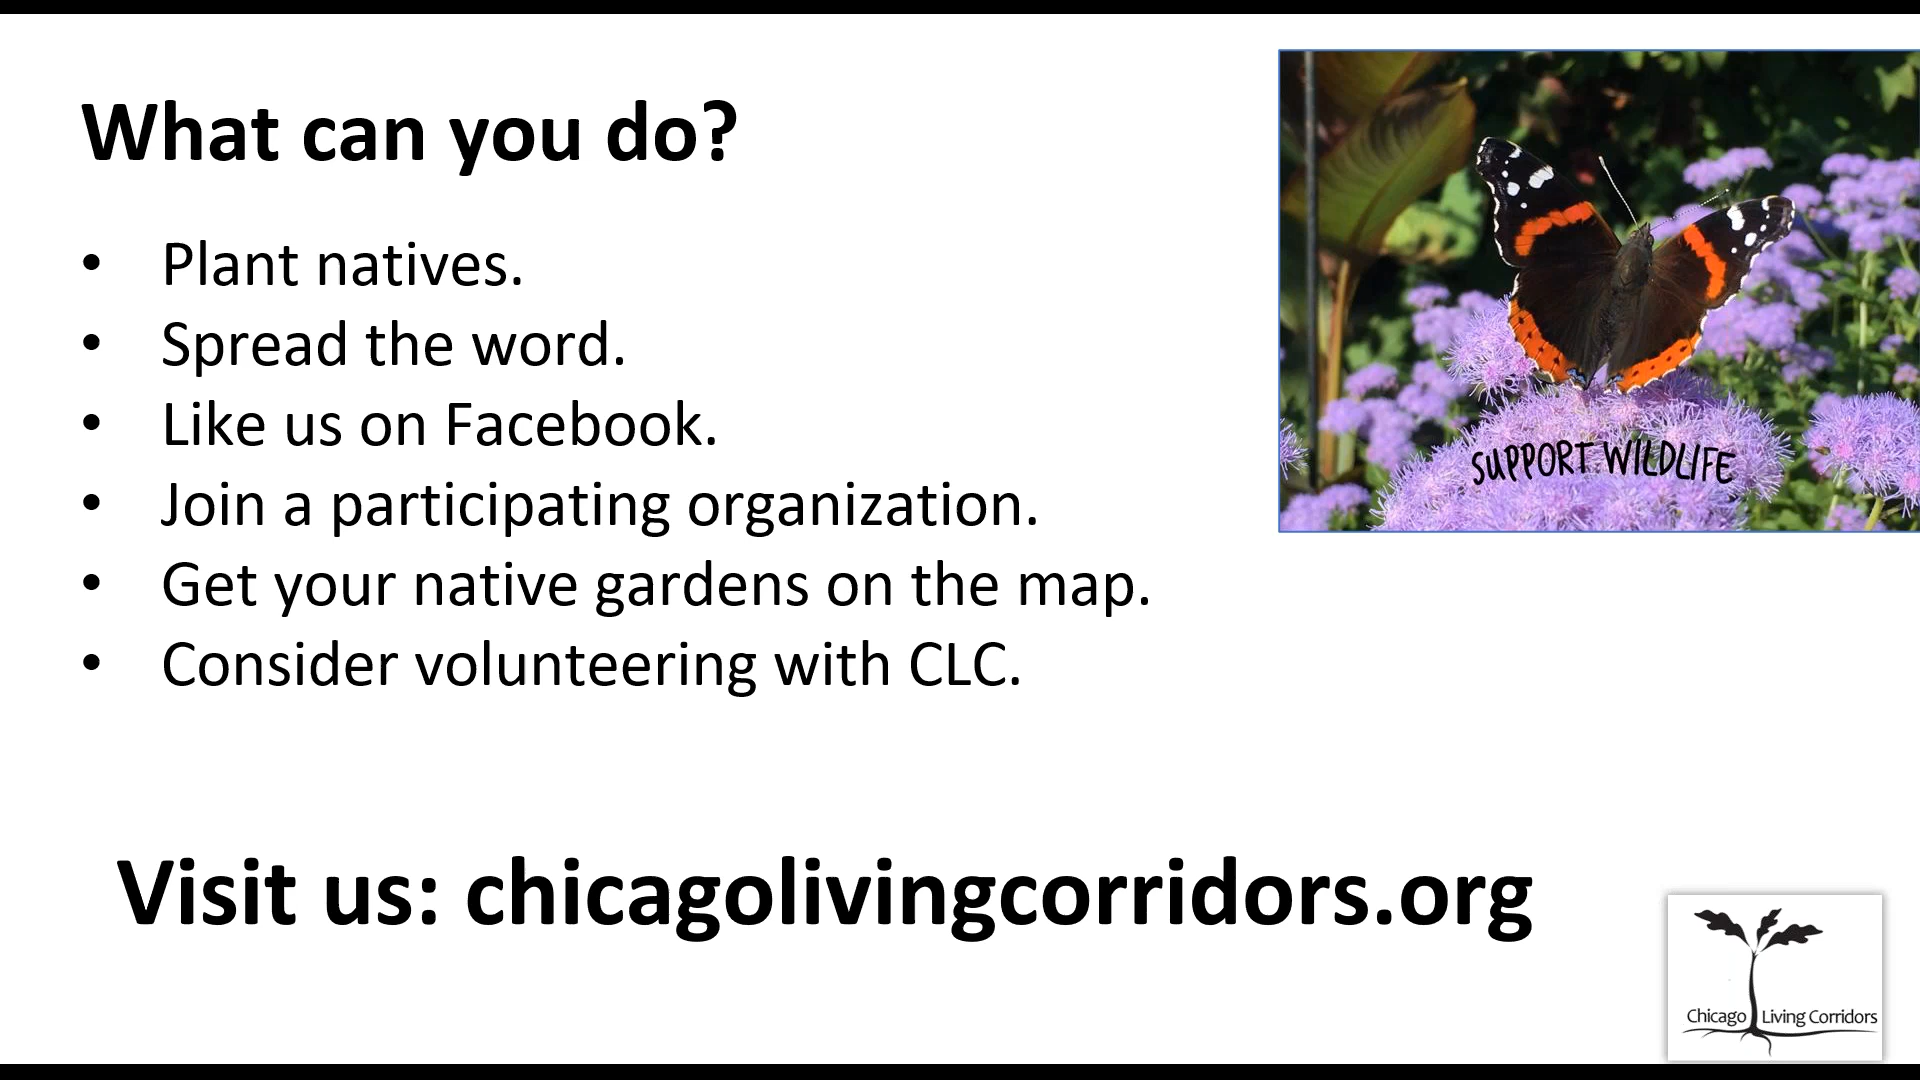 What can you do?
• Plant natives.
• Spread the word.
• Like us on Facebook.
• Join a participating organization.
• Get your native gardens on the map.
• Consider volunteering with CLC.
SUPPORT WILDLIFE
Visit us: chicagolivingcorridors.org
Chicago Living Corridors